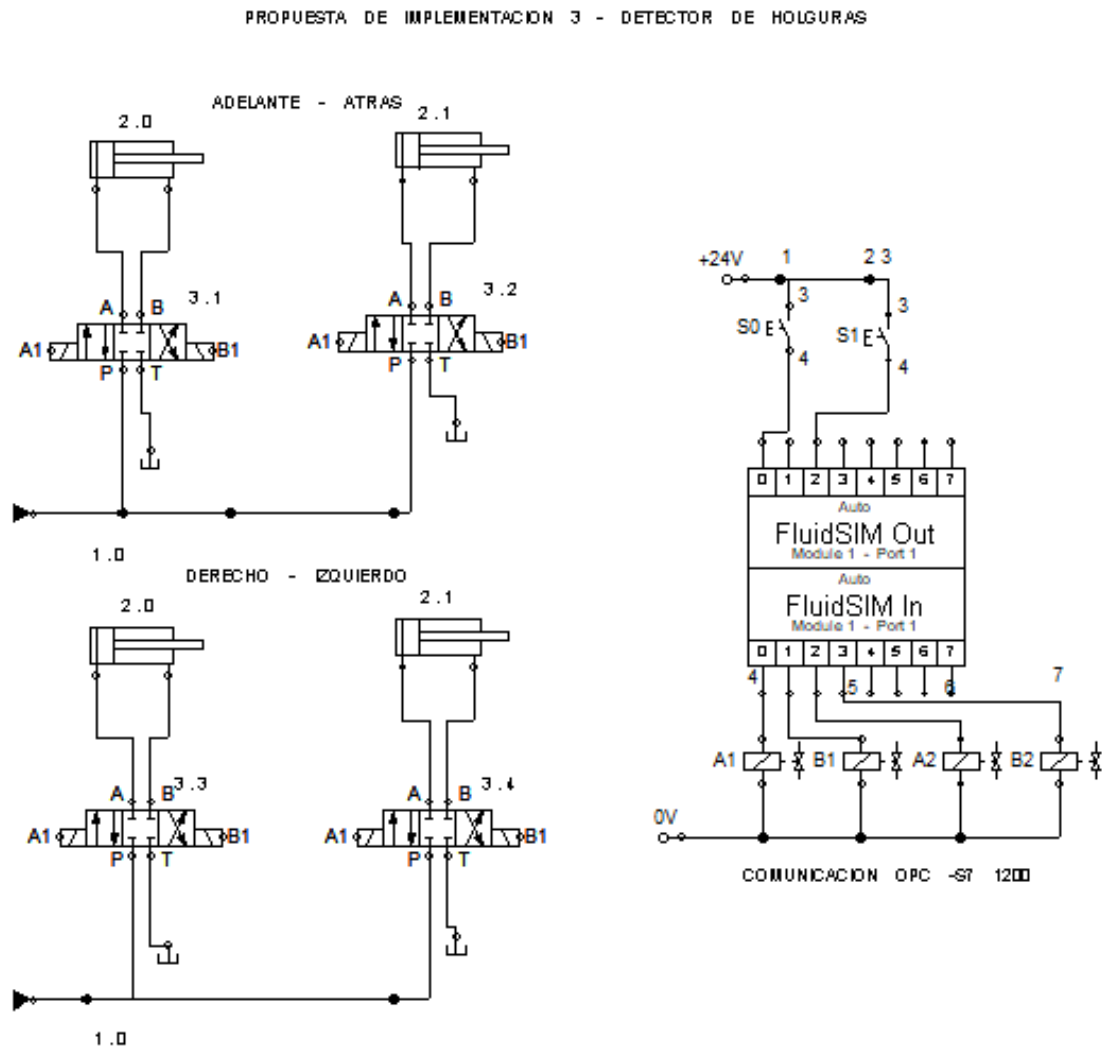 PROPUESTA DE IMPLEMENTACION 3 - DETECTOR DE HOLGURAS
ADELANTE - ATRAS
2.0
2.1
A B 3.1
A1 B1
P T
A B 3.2
A1 B1
P T
1.0
DERECHO - IZQUIERDO
2.0
2.1
A B 3.3
A1 B1
P T
A B 3.4
A1 B1
P T
1.0
+24V 1 2 3
3 3
S0 S1
4 4
0 1 2 3 4 5 6 7
Auto
FluidSIM Out
Module 1 - Port 1
Auto
FluidSIM In
Module 1 - Port 1
0 1 2 3 4 5 6 7
4 5 6 7
A1 B1 A2 B2
0V
COMUNICACION OPC -S7 1200